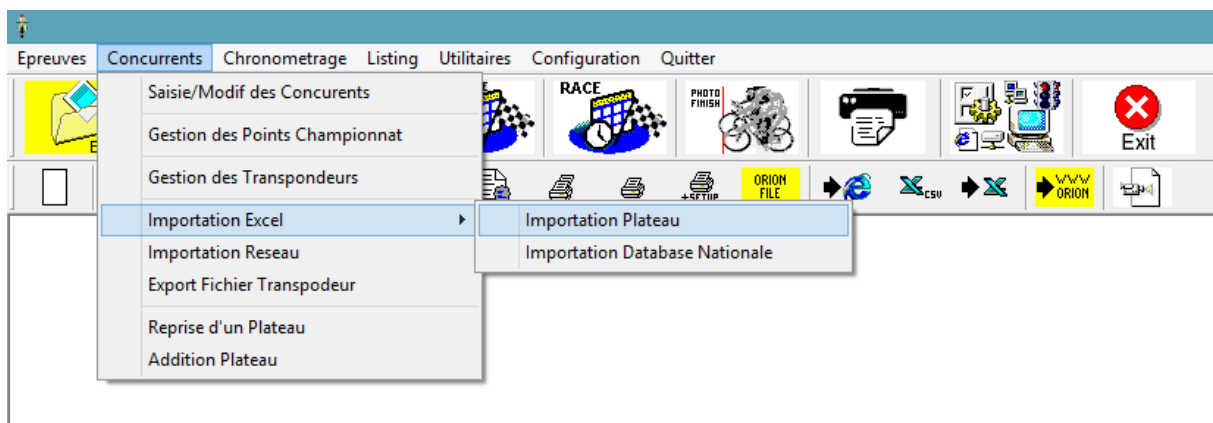 Epreuves Concurrents Chronometrage Listing Utilitaires Configuration Quitter
Saisie/Modif des Concurents
RACE
PHOTO
FINISH
Exit
Gestion des Points Championnat
Gestion des Transpondeurs
+SETUP
ORION
FILE
CSV
WWW
ORION
Importation Excel
Importation Plateau
Importation Reseau
Importation Database Nationale
Export Fichier Transpodeur
Reprise d'un Plateau
Addition Plateau